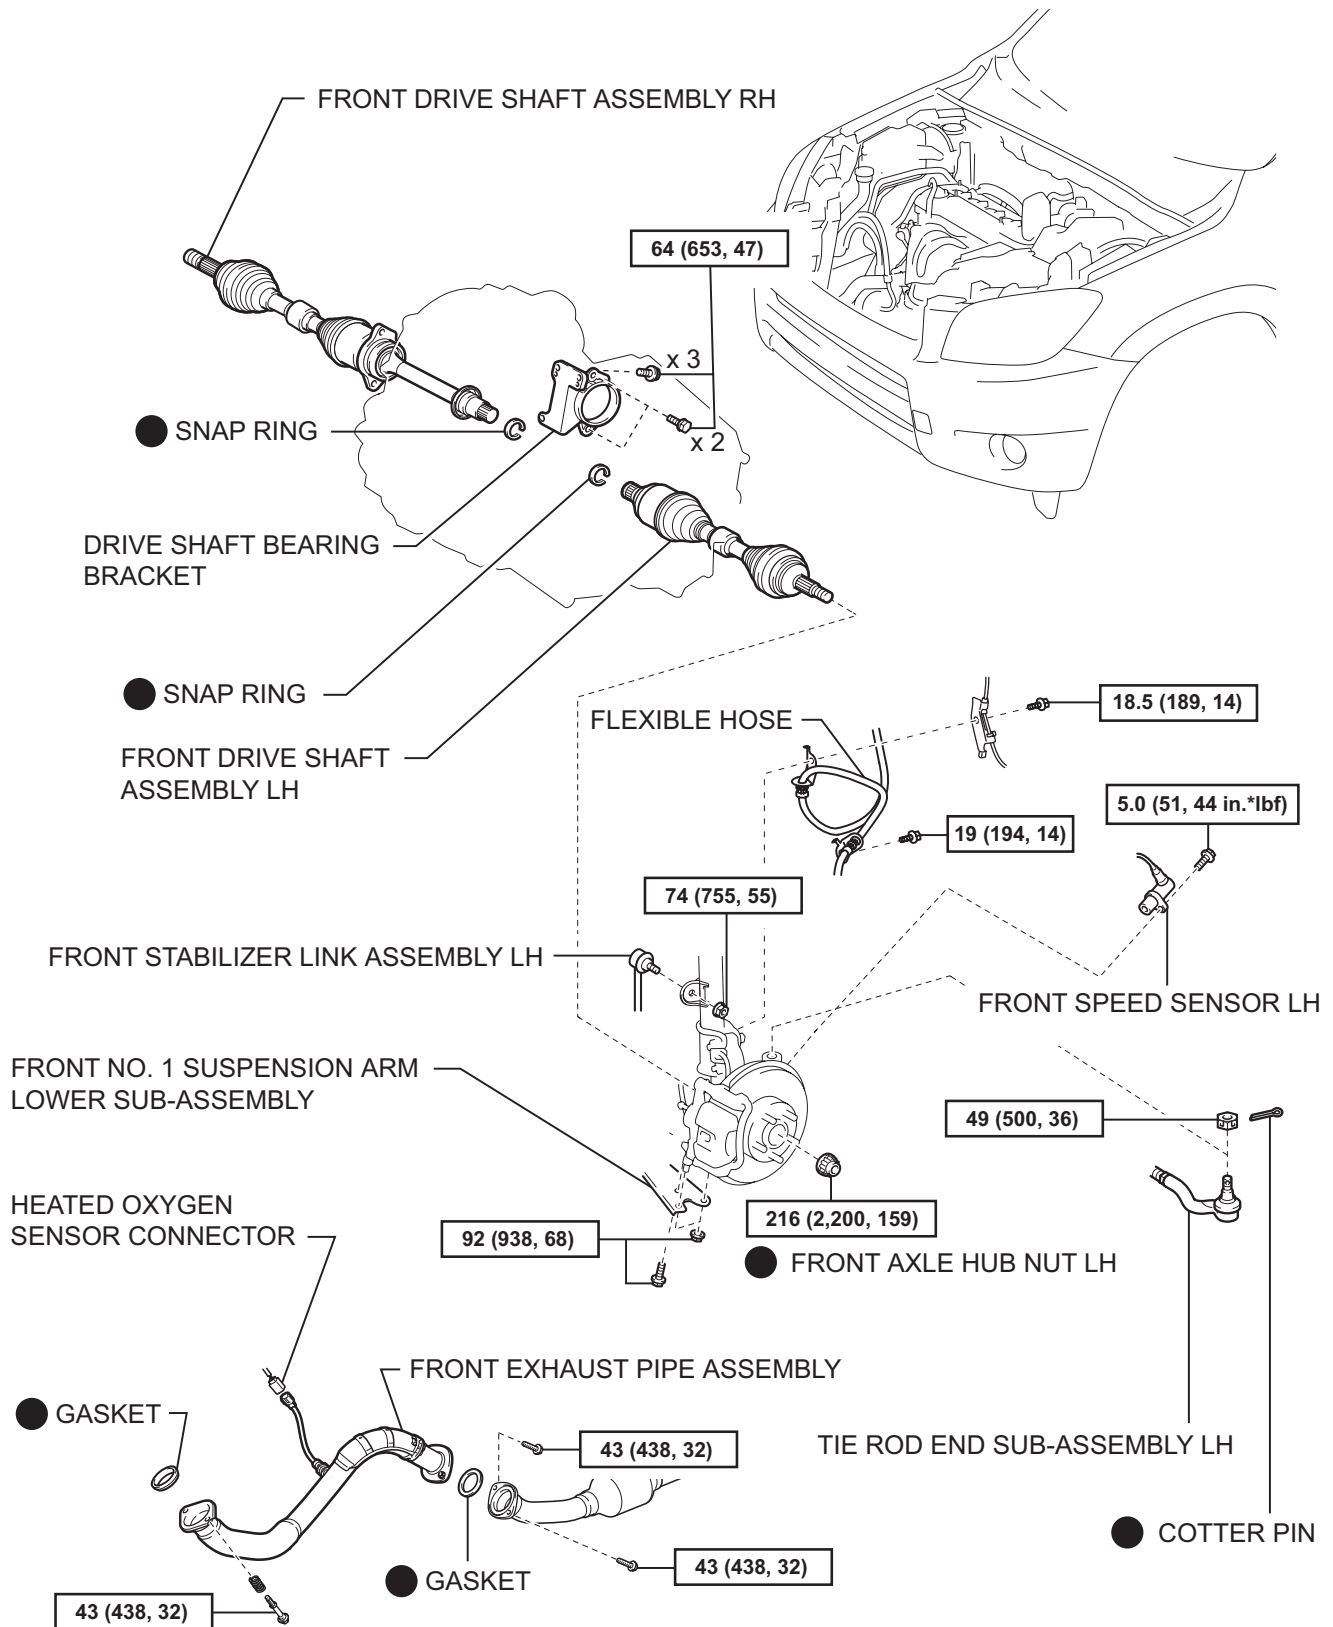 FRONT DRIVE SHAFT ASSEMBLY RH
64 (653, 47)
x 3
SNAP RING
x 2
DRIVE SHAFT BEARING
BRACKET
SNAP RING
FLEXIBLE HOSE
18.5 (189, 14)
FRONT DRIVE SHAFT
ASSEMBLY LH
5.0 (51, 44 in.*lbf)
19 (194, 14)
74 (755, 55)
FRONT STABILIZER LINK ASSEMBLY LH
FRONT SPEED SENSOR LH
FRONT NO. 1 SUSPENSION ARM
LOWER SUB-ASSEMBLY
49 (500, 36)
HEATED OXYGEN
SENSOR CONNECTOR
216 (2,200, 159)
92 (938, 68)
FRONT AXLE HUB NUT LH
FRONT EXHAUST PIPE ASSEMBLY
GASKET
43 (438, 32)
TIE ROD END SUB-ASSEMBLY LH
COTTER PIN
43 (438, 32)
GASKET
43 (438, 32)